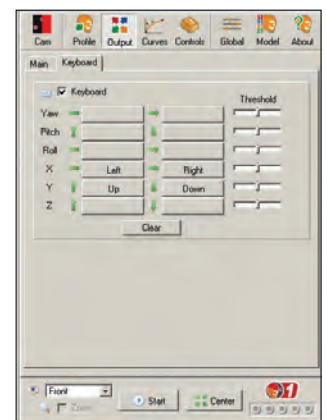 Cam Profile Output Curves Controls Global Model About
Main Keyboard
Keyboard
Threshold
Yaw
Pitch
Roll
X Left Right
Y Up Down
Z
Clear
Front Start Center
Zoom